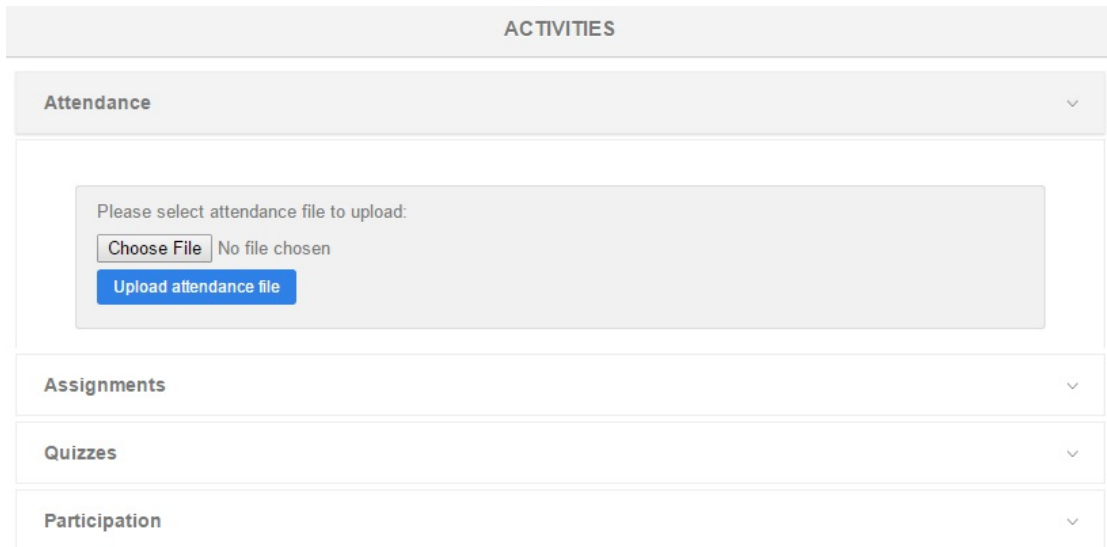 ACTIVITIES
Attendance
Please select attendance file to upload:
Choose File No file chosen
Upload attendance file
Assignments
Quizzes
Participation